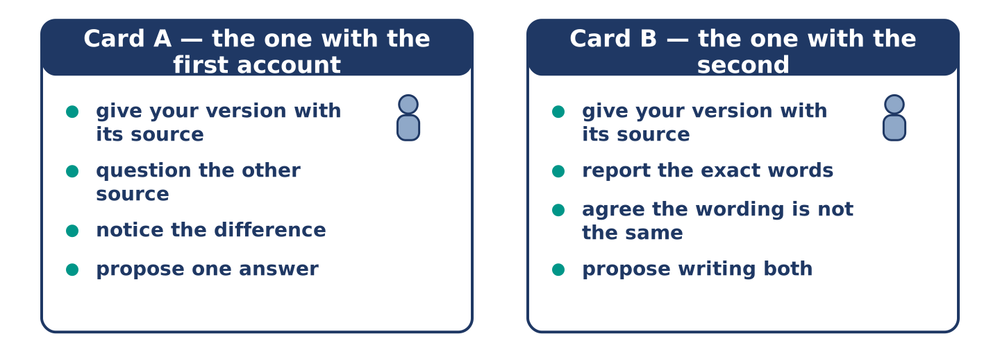 Card A — the one with the
first account
give your version with
its source
question the other
source
notice the difference
propose one answer
Card B — the one with the
second
give your version with
its source
report the exact words
agree the wording is not
the same
propose writing both